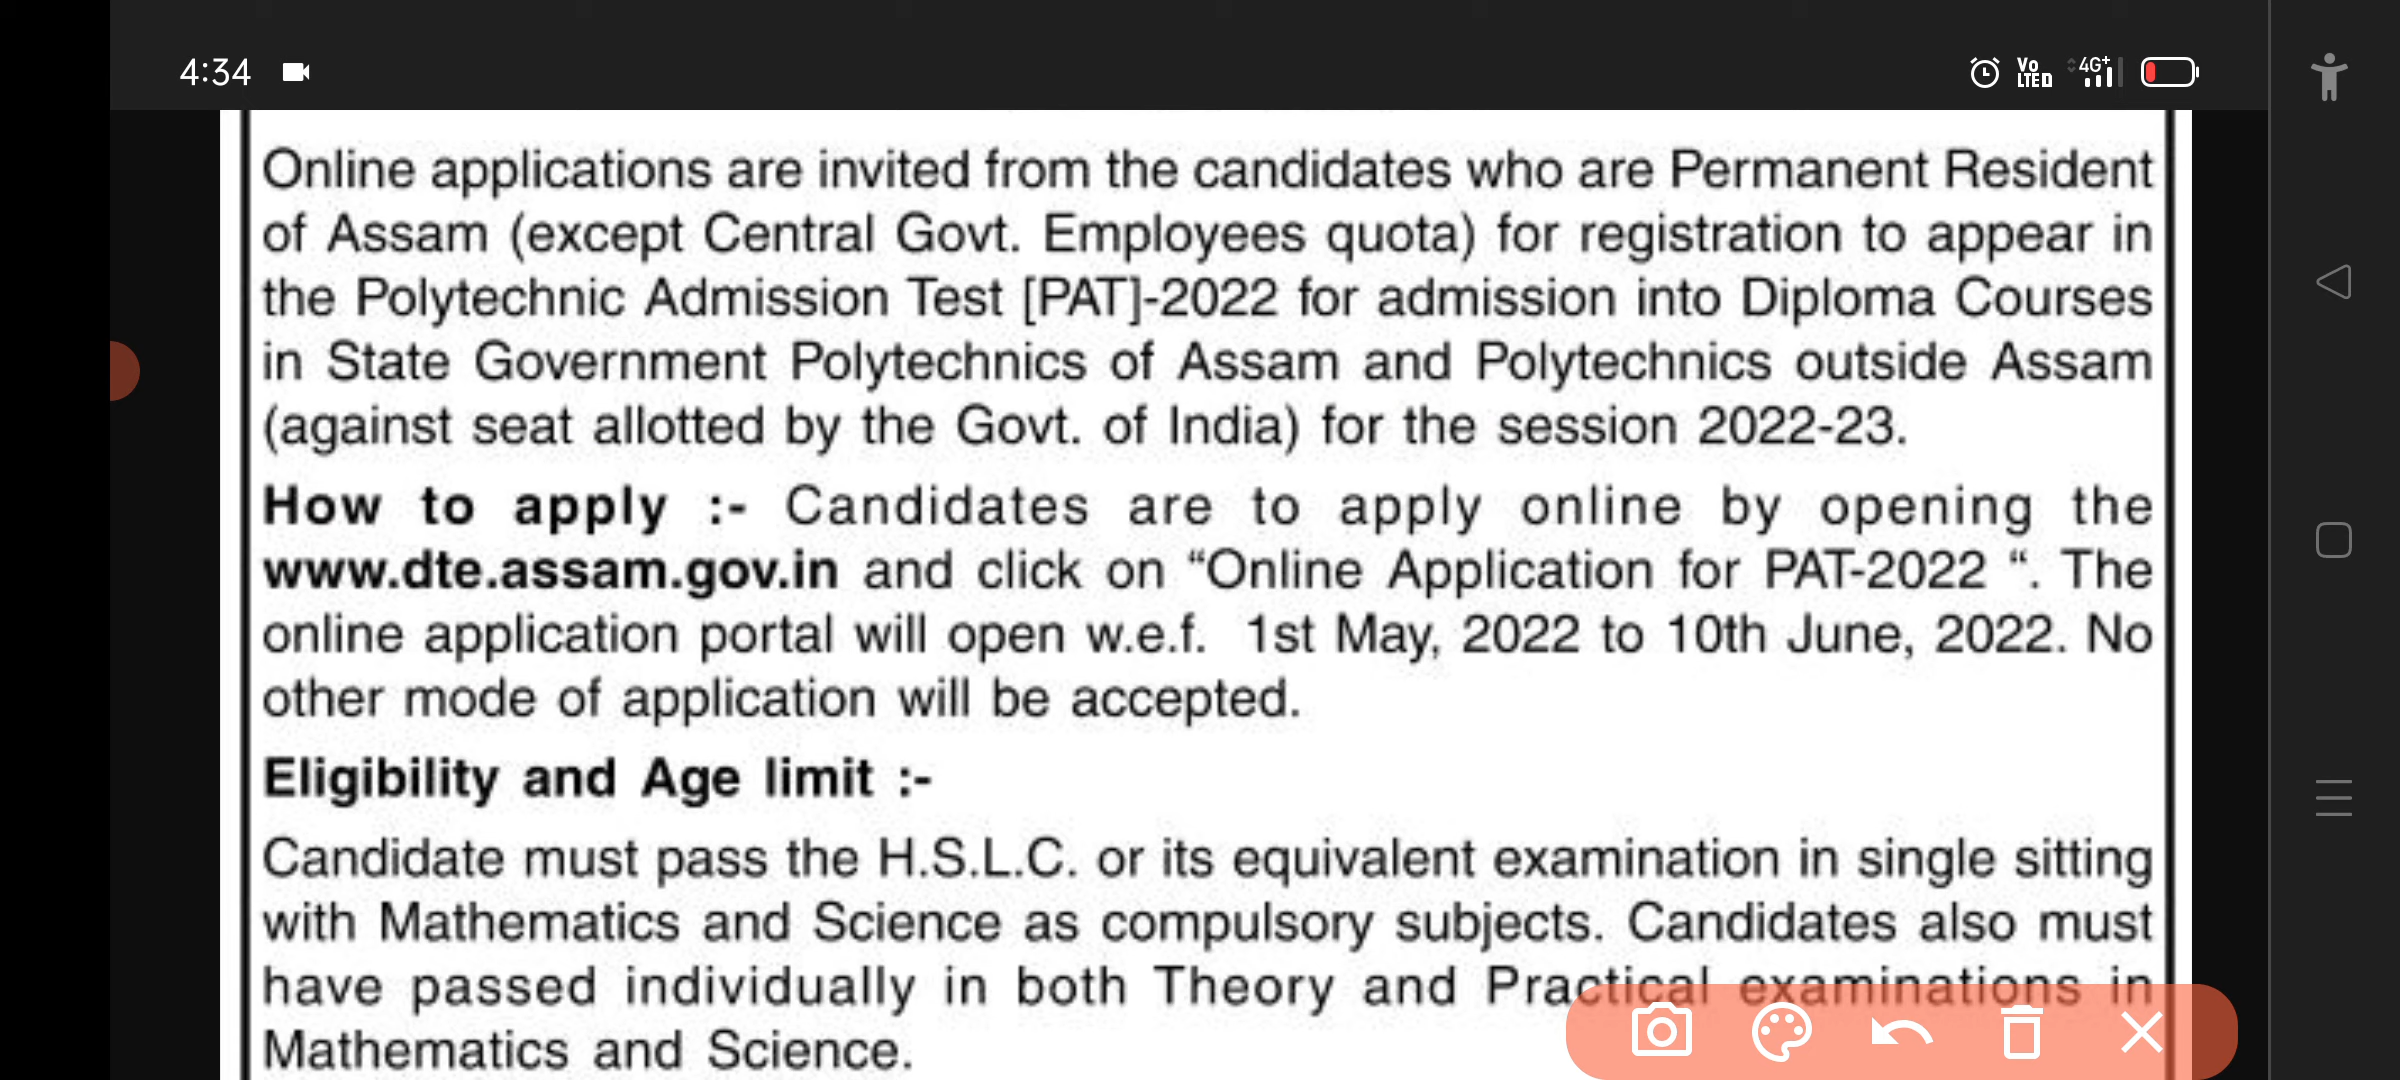 4:34
Vo LTE 4G+
Online applications are invited from the candidates who are Permanent Resident
of Assam (except Central Govt. Employees quota) for registration to appear in
the Polytechnic Admission Test [PAT]-2022 for admission into Diploma Courses
in State Government Polytechnics of Assam and Polytechnics outside Assam
(against seat allotted by the Govt. of India) for the session 2022-23.
How to apply :- Candidates are to apply online by opening the
www.dte.assam.gov.in and click on “Online Application for PAT-2022 “. The
online application portal will open w.e.f. 1st May, 2022 to 10th June, 2022. No
other mode of application will be accepted.
Eligibility and Age limit :-
Candidate must pass the H.S.L.C. or its equivalent examination in single sitting
with Mathematics and Science as compulsory subjects. Candidates also must
have passed individually in both Theory and Practical examinations in
Mathematics and Science.